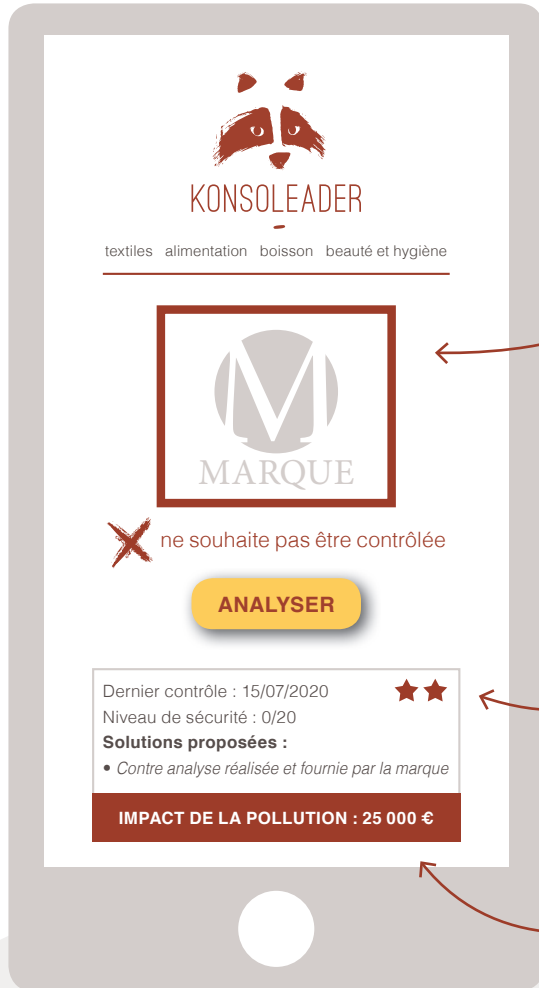 KONSOLEADER
textiles alimentation boisson beauté et hygiène
M
MARQUE
ne souhaite pas être contrôlée
ANALYSER
Dernier contrôle : 15/07/2020
Niveau de sécurité : 0/20
Solutions proposées :
• Contre analyse réalisée et fournie par la marque
IMPACT DE LA POLLUTION : 25 000 €